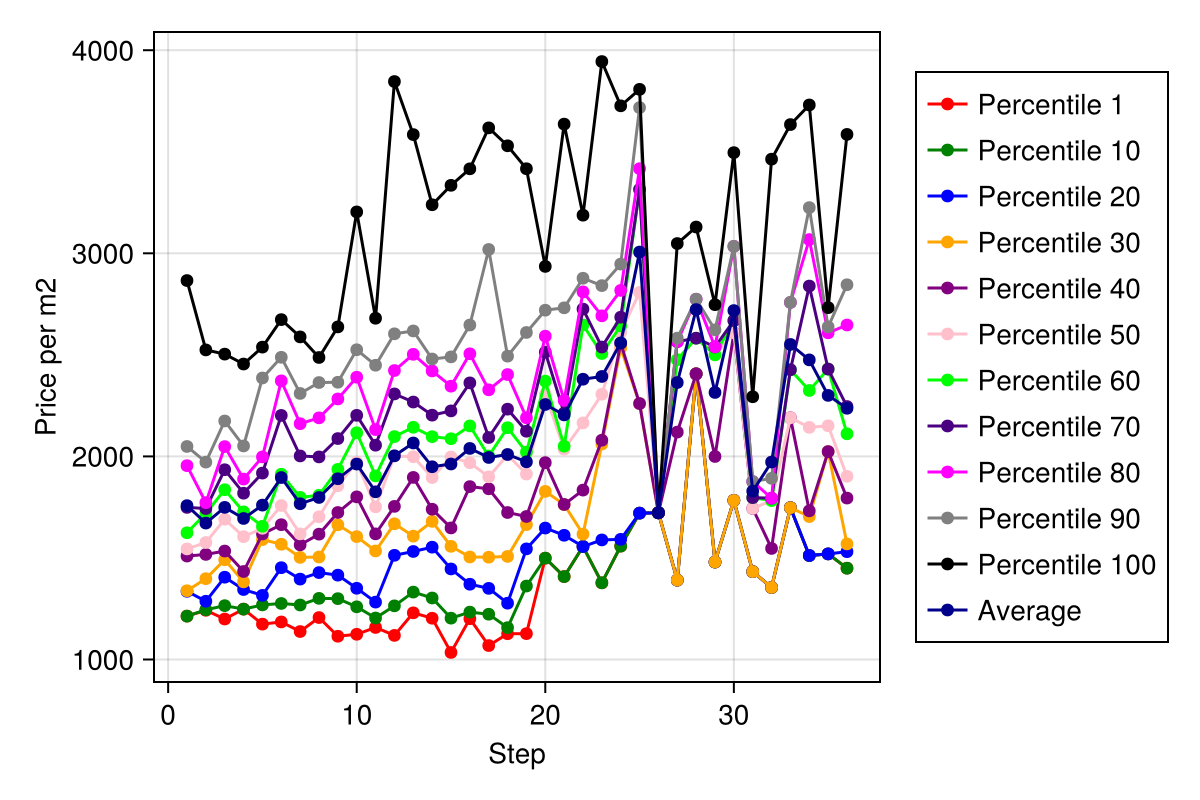 4000
3000
2000
1000
Price per m2
0 10 20 30
Step
Percentile 1
Percentile 10
Percentile 20
Percentile 30
Percentile 40
Percentile 50
Percentile 60
Percentile 70
Percentile 80
Percentile 90
Percentile 100
Average